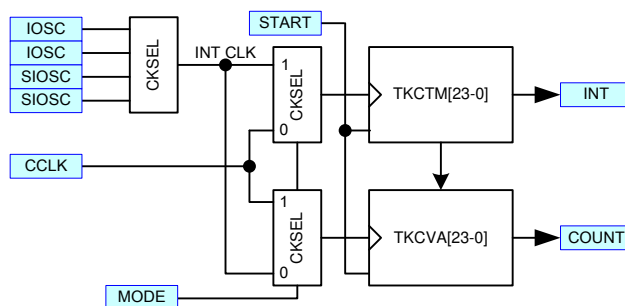 IOSC
START
IOSC
INT CLK
1
SIOSC
CKSEL
CKSEL
TKCTM[23-0]
INT
SIOSC
0
CCLK
1
CKSEL
TKCVA[23-0]
COUNT
0
MODE